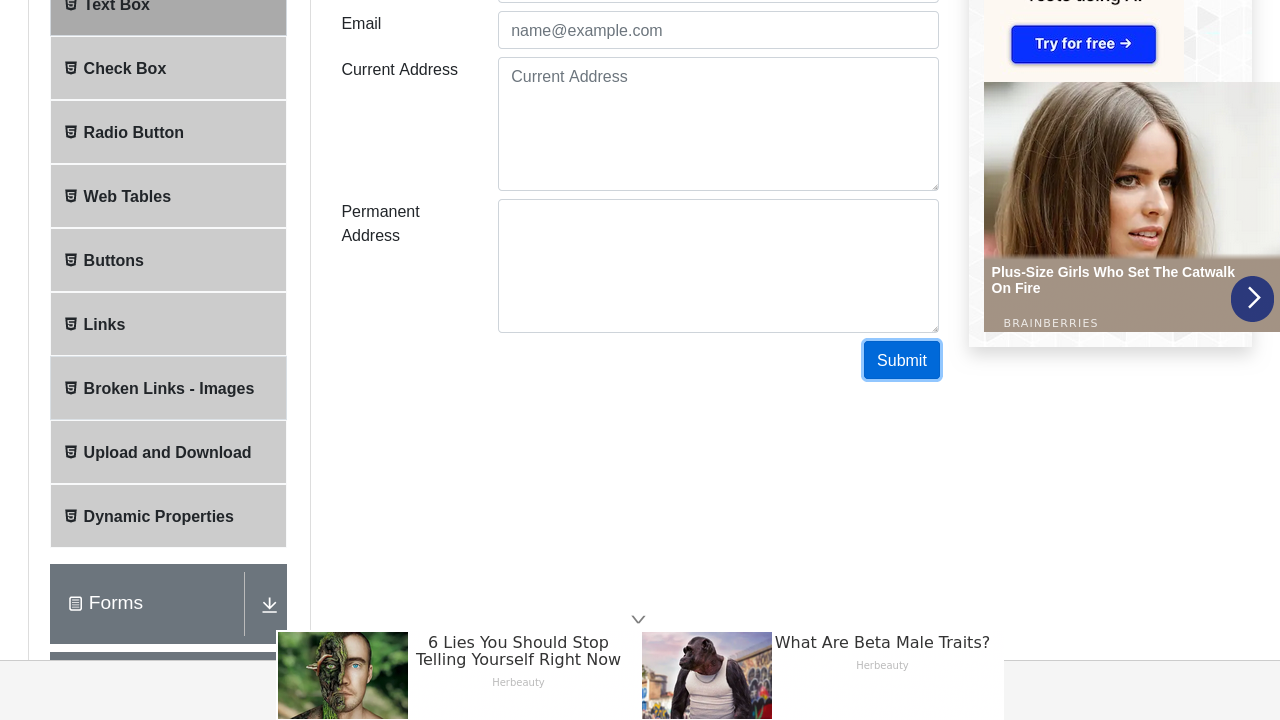 Text Box
Check Box
Radio Button
Web Tables
Buttons
Links
Broken Links - Images
Upload and Download
Dynamic Properties
Forms
Email
name@example.com
Current Address
Current Address
Permanent
Address
Submit
Try for free →
Plus-Size Girls Who Set The Catwalk
On Fire
BRAINBERRIES
6 Lies You Should Stop
Telling Yourself Right Now
Herbeauty
What Are Beta Male Traits?
Herbeauty